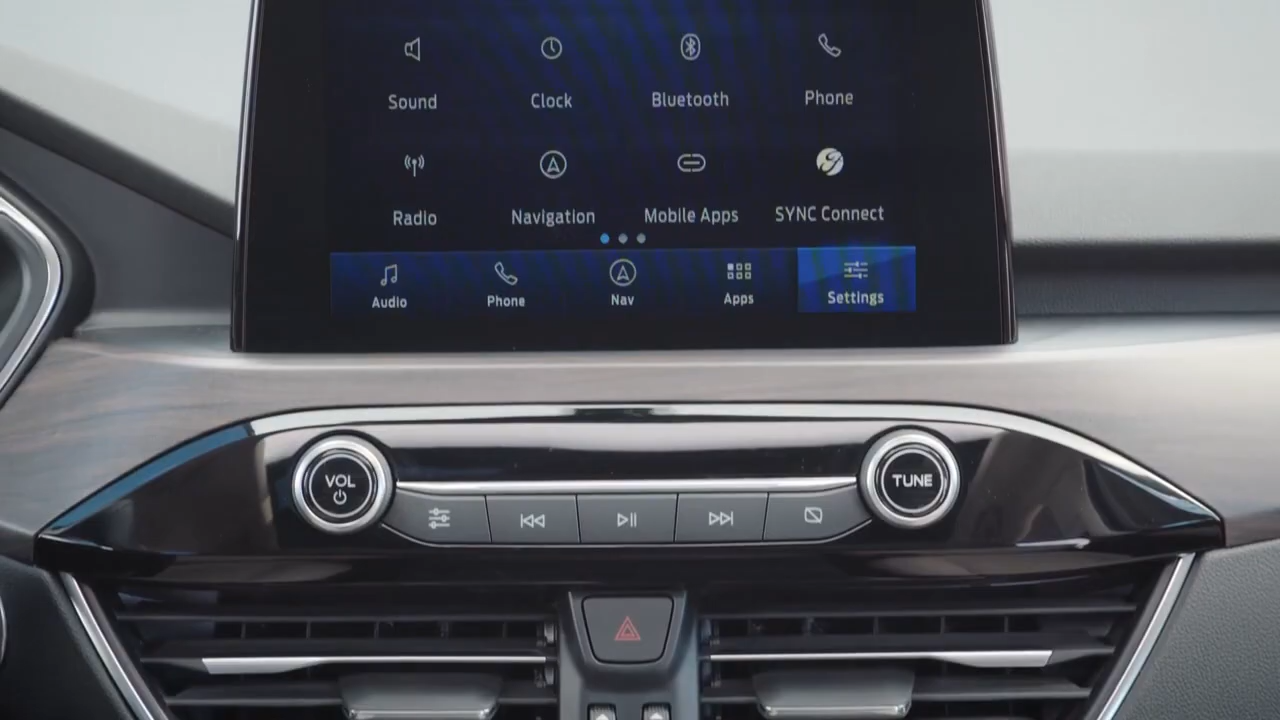 Sound Clock Bluetooth Phone
Radio Navigation Mobile Apps SYNC Connect
Audio Phone Nav Apps Settings
VOL TUNE